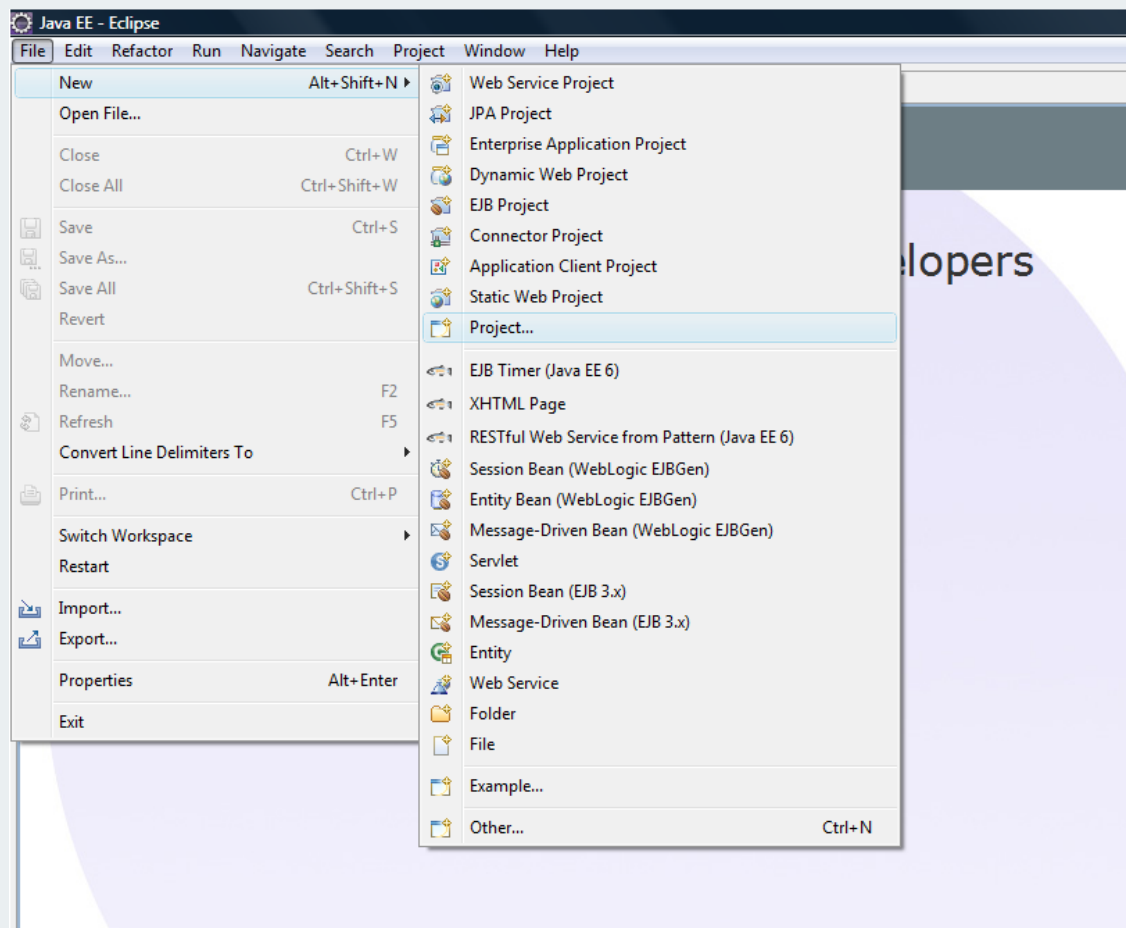 Java EE - Eclipse
File Edit Refactor Run Navigate Search Project Window Help
New Alt+Shift+N
Open File...
Close Ctrl+W
Close All Ctrl+Shift+W
Save Ctrl+S
Save As...
Save All Ctrl+Shift+S
Revert
Move...
Rename... F2
Refresh F5
Convert Line Delimiters To
Print... Ctrl+P
Switch Workspace
Restart
Import...
Export...
Properties Alt+Enter
Exit
Web Service Project
JPA Project
Enterprise Application Project
Dynamic Web Project
EJB Project
Connector Project
Application Client Project
Static Web Project
Project...
EJB Timer (Java EE 6)
XHTML Page
RESTful Web Service from Pattern (Java EE 6)
Session Bean (WebLogic EJBGen)
Entity Bean (WebLogic EJBGen)
Message-Driven Bean (WebLogic EJBGen)
Servlet
Session Bean (EJB 3.x)
Message-Driven Bean (EJB 3.x)
Entity
Web Service
Folder
File
Example...
Other... Ctrl+N
lopers